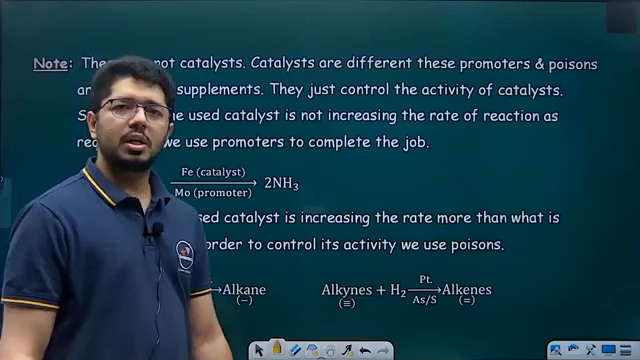 Note: The not catalysts. Catalysts are different these promoters & poisons
supplements. They just control the activity of catalysts.
used catalyst is not increasing the rate of reaction as
we use promoters to complete the job.
Fe (catalyst)
Mo (promoter)
2NH₃
catalyst is increasing the rate more than what is
order to control its activity we use poisons.
→Alkane
(−)
Alkynes + H₂ Pt. As/S → Alkenes
(≡) (=)